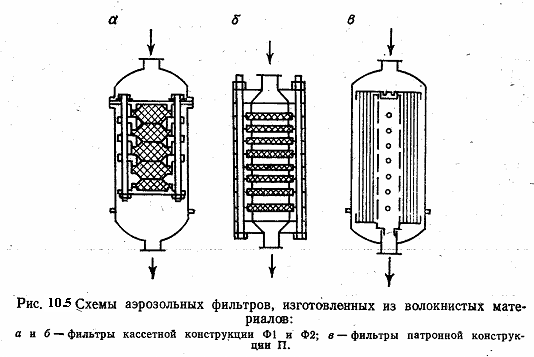 а
б
в
Рис. 10.5 Схемы аэрозольных фильтров, изготовленных из волокнистых мате-
риалов:
а и б — фильтры кассетной конструкции Ф1 и Ф2; в — фильтры патронной конструк-
ции П.